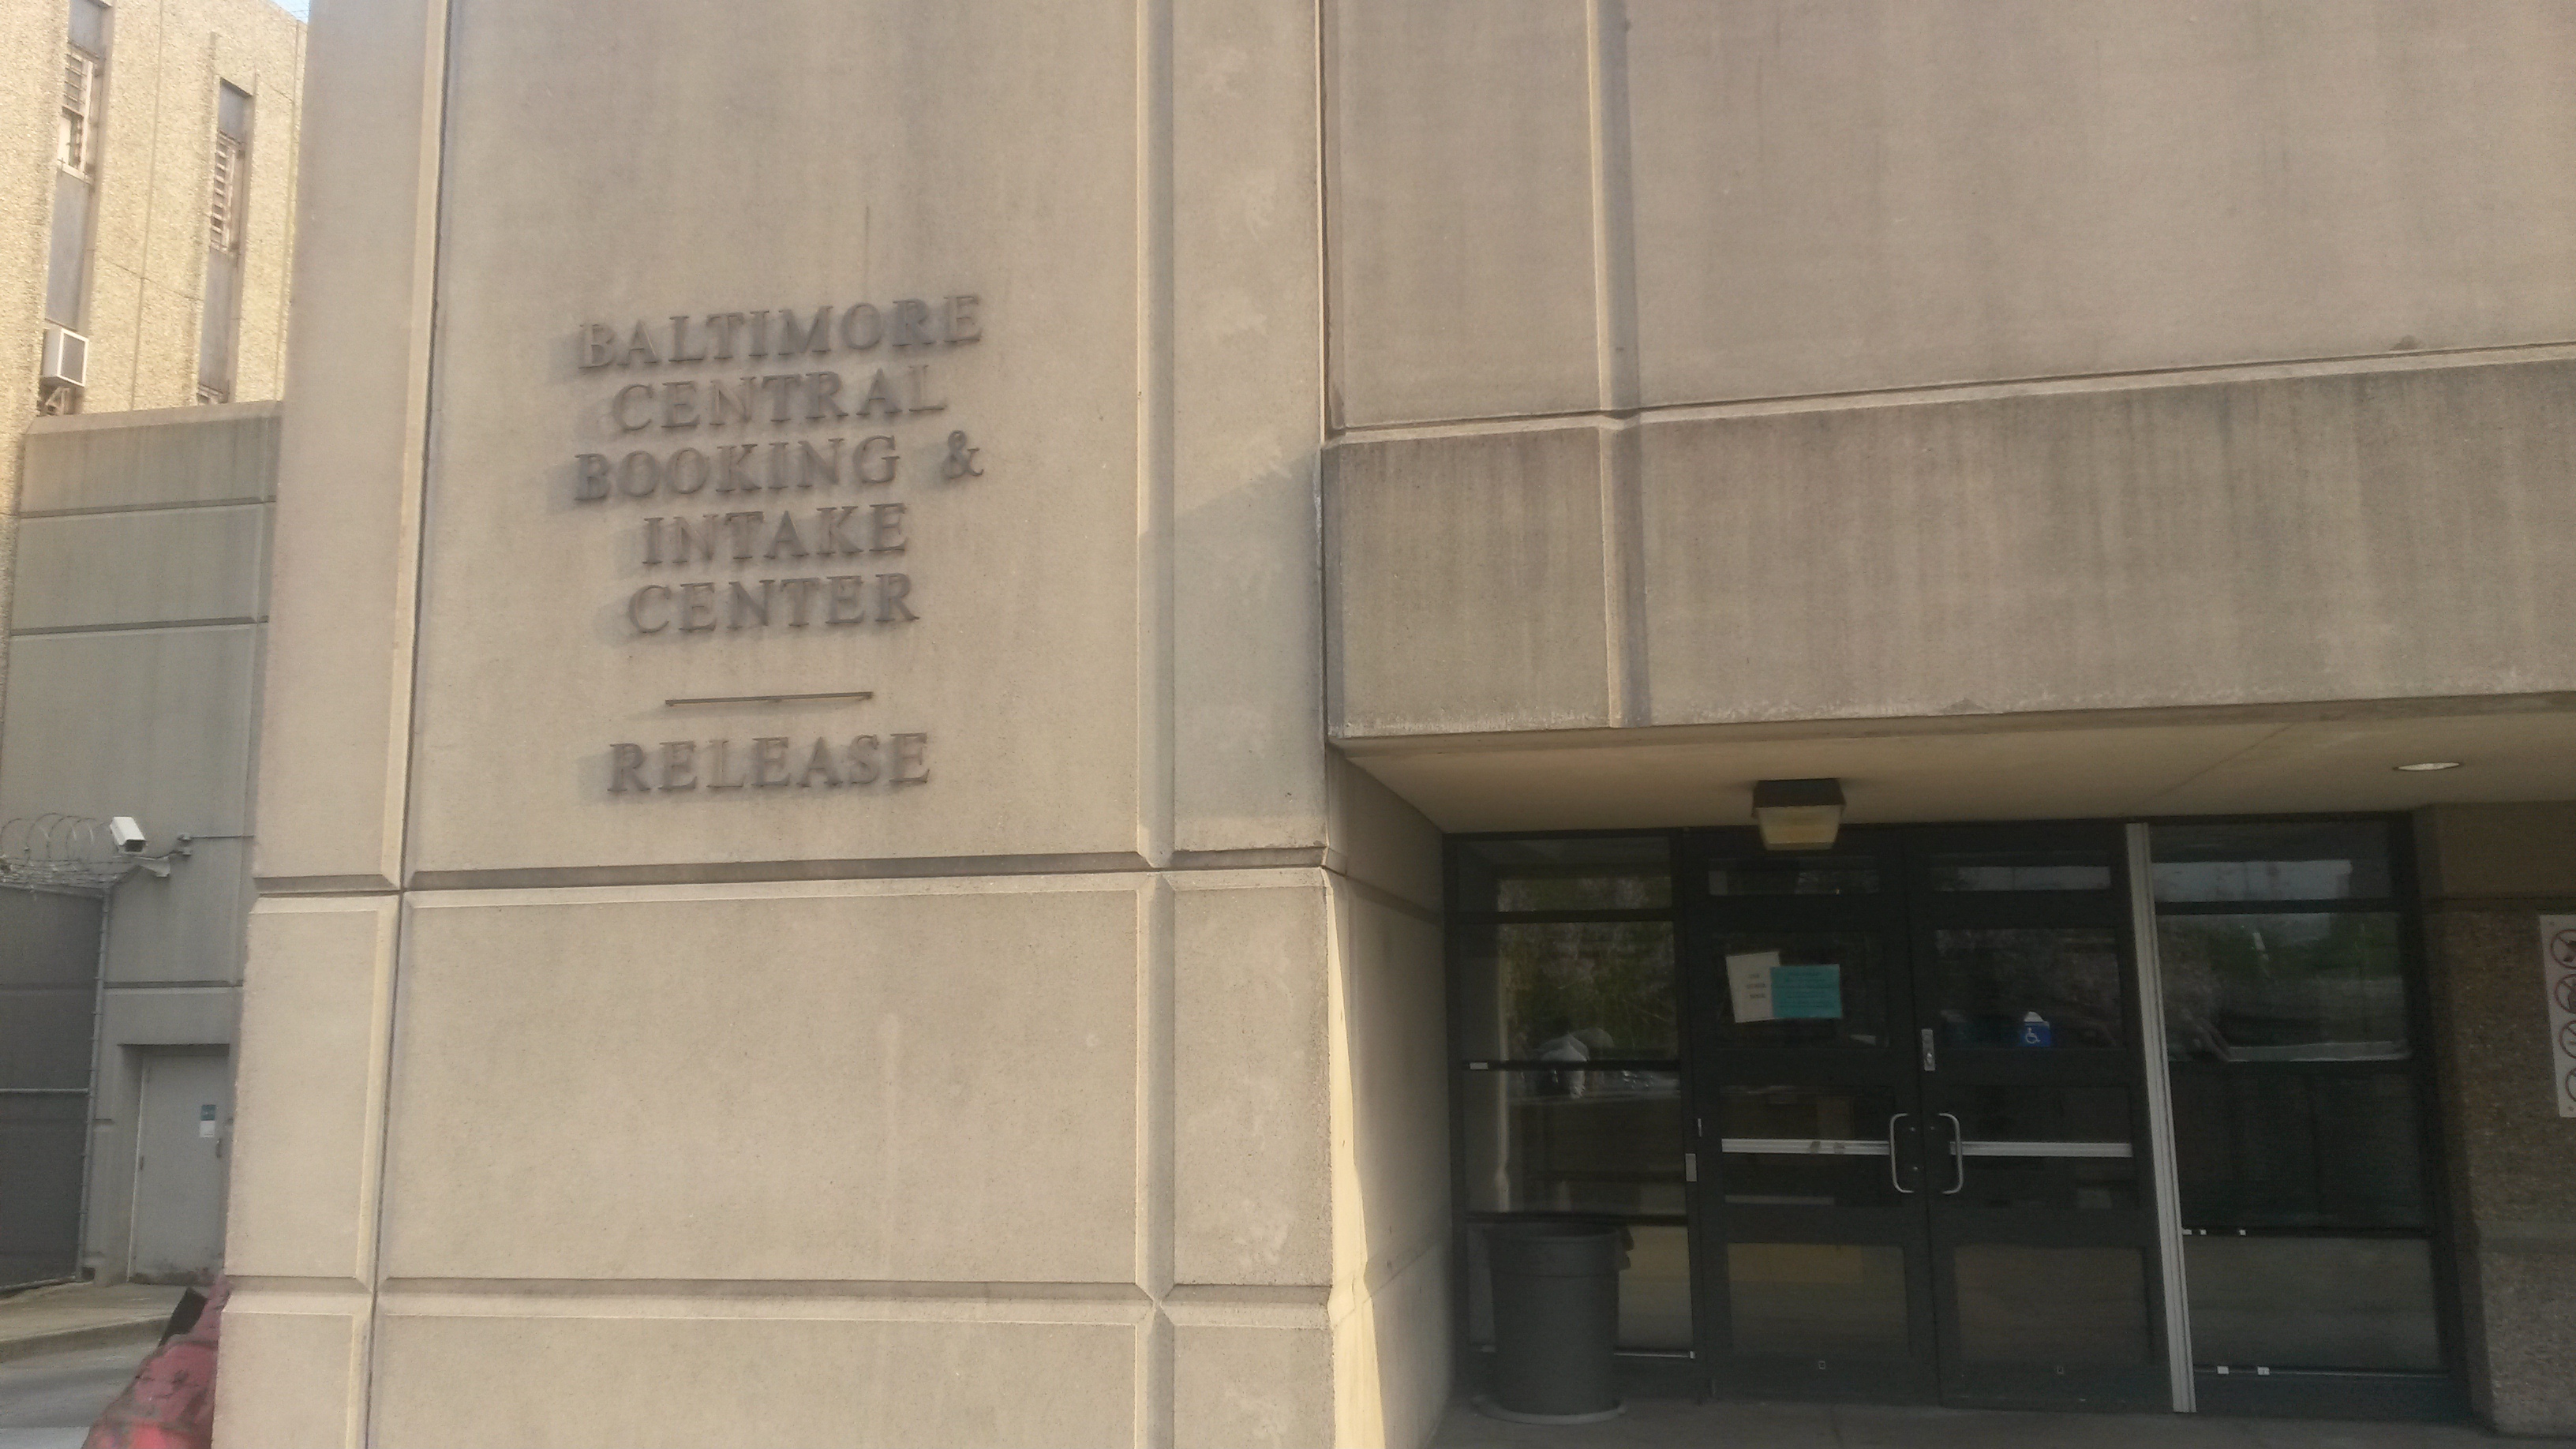 BALTIMORE
CENTRAL
BOOKING &
INTAKE
CENTER
RELEASE